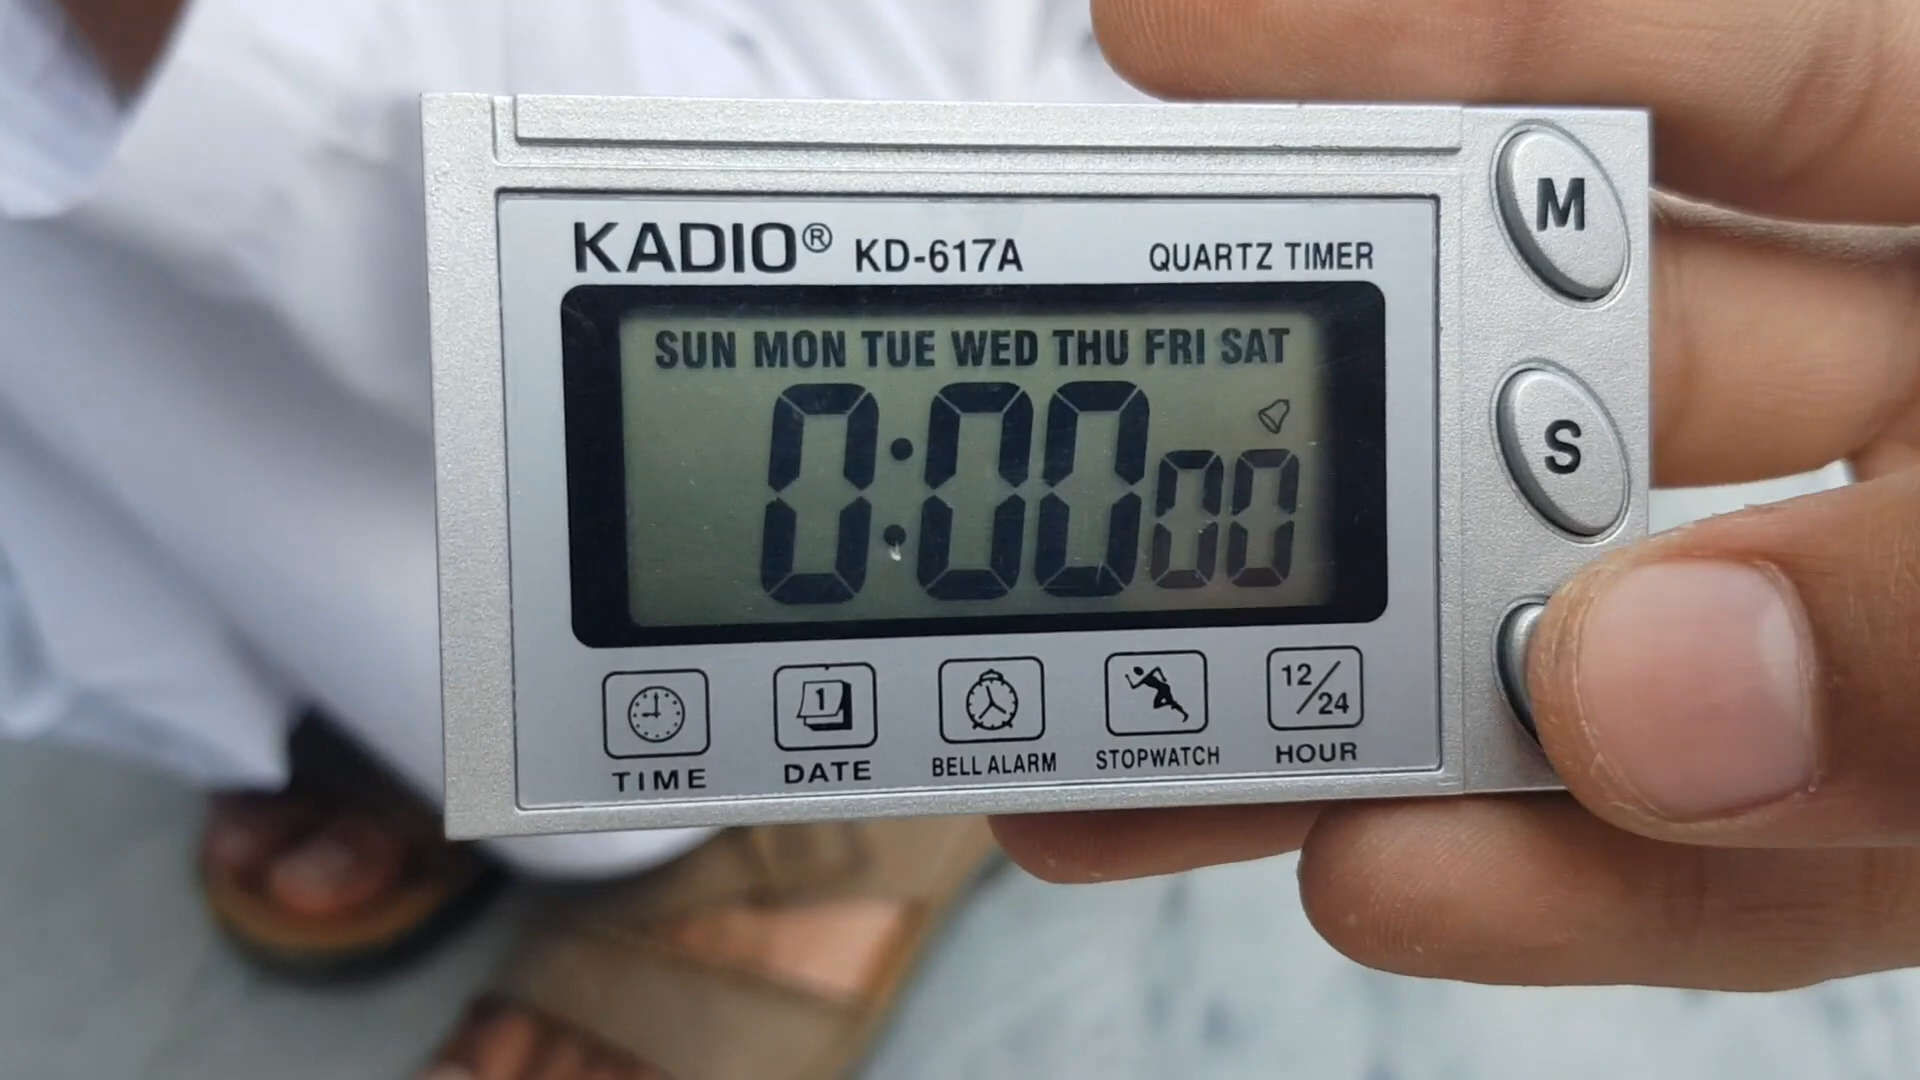 KADIO® KD-617A QUARTZ TIMER
SUN MON TUE WED THU FRI SAT
0:00 00
1 12/24
TIME DATE BELL ALARM STOPWATCH HOUR
M
S